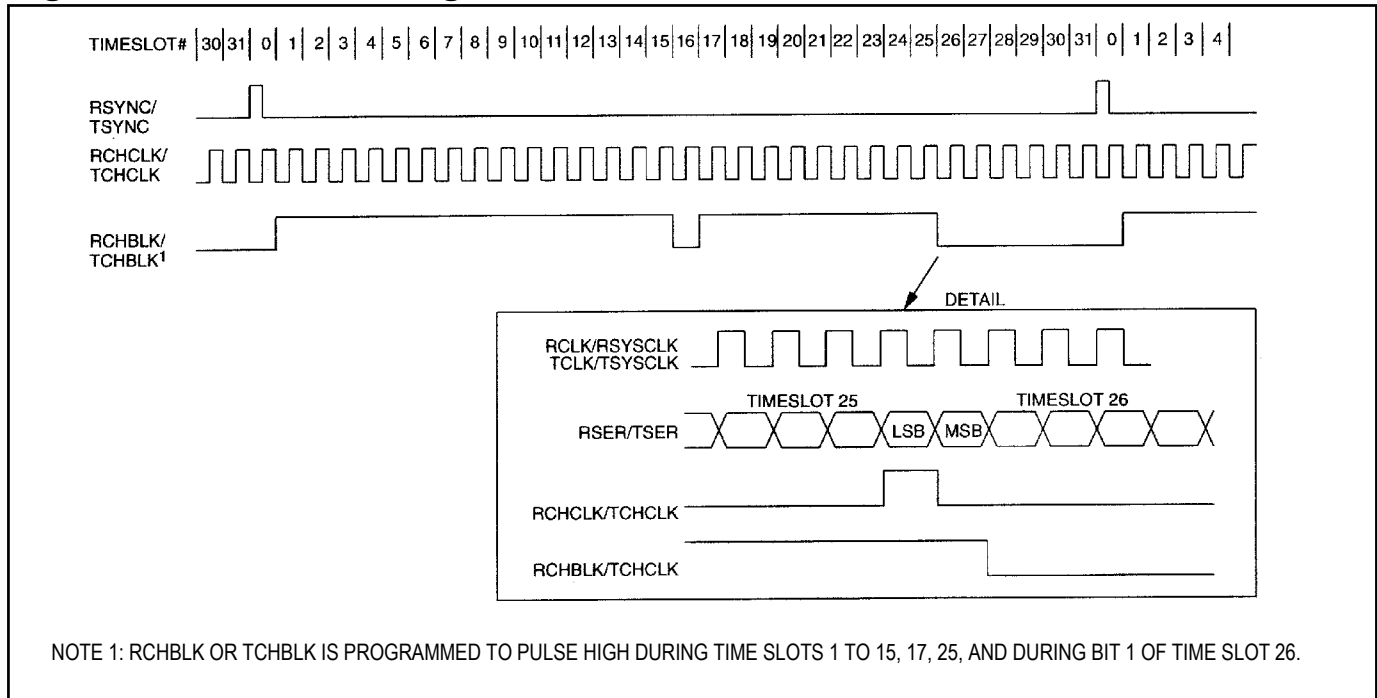 TIMESLOT# 30 31 0 1 2 3 4 5 6 7 8 9 10 11 12 13 14 15 16 17 18 19 20 21 22 23 24 25 26 27 28 29 30 31 0 1 2 3 4
RSYNC/
TSYNC
RCHCLK/
TCHCLK
RCHBLK/
TCHBLK1
DETAIL
RCLK/RSYSCLK
TCLK/TSYSCLK
TIMESLOT 25 TIMESLOT 26
RSER/TSER LSB MSB
RCHCLK/TCHCLK
RCHBLK/TCHCLK
NOTE 1: RCHBLK OR TCHBLK IS PROGRAMMED TO PULSE HIGH DURING TIME SLOTS 1 TO 15, 17, 25, AND DURING BIT 1 OF TIME SLOT 26.